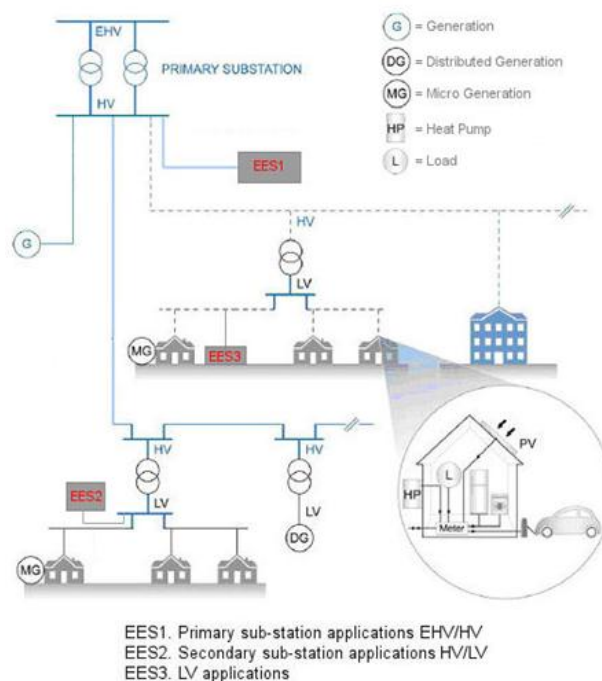 EHV
PRIMARY SUBSTATION
HV
G = Generation
DG = Distributed Generation
MG = Micro Generation
HP = Heat Pump
L = Load
EES1
G
HV
LV
MG
EES3
PV
L
HP
Meter
HV
HV
EES2
LV
LV
DG
MG
EES1. Primary sub-station applications EHV/HV
EES2. Secondary sub-station applications HV/LV
EES3. LV applications